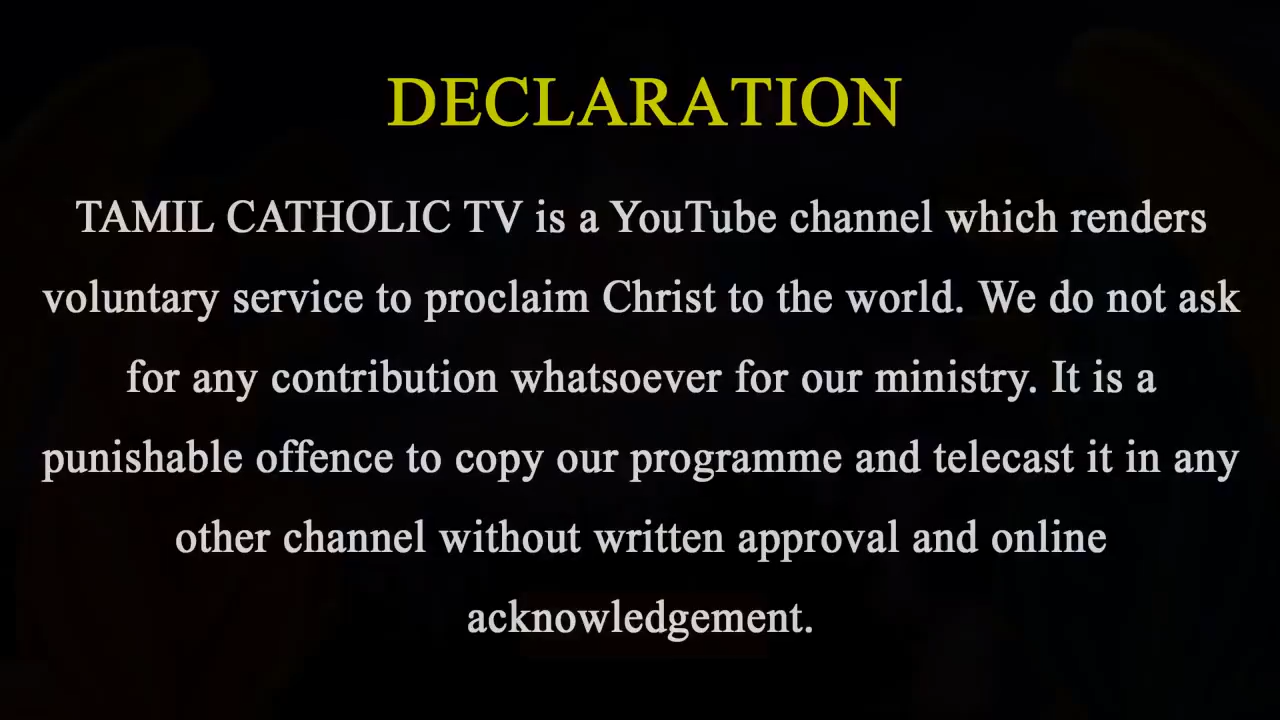 DECLARATION
TAMIL CATHOLIC TV is a YouTube channel which renders
voluntary service to proclaim Christ to the world. We do not ask
for any contribution whatsoever for our ministry. It is a
punishable offence to copy our programme and telecast it in any
other channel without written approval and online
acknowledgement.